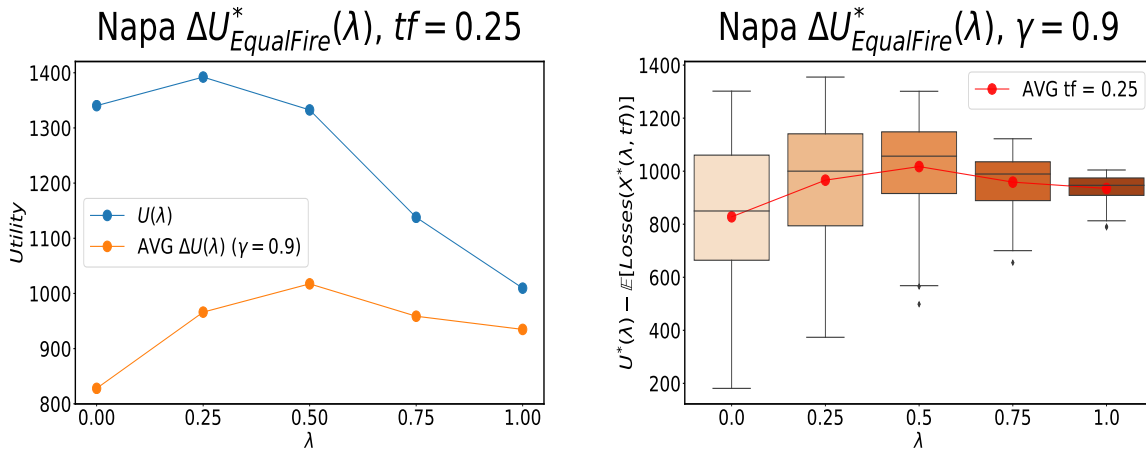 Napa ΔU*_EqualFire(λ), tf = 0.25
1400
1300
1200
1100
1000
900
800
Utility
U(λ)
AVG ΔU(λ) (γ = 0.9)
0.00 0.25 0.50 0.75 1.00
λ
Napa ΔU*_EqualFire(λ), γ = 0.9
1400
1200
1000
800
600
400
200
U*(λ) − 𝔼[Losses(X*(λ, tf))]
AVG tf = 0.25
0.0 0.25 0.5 0.75 1.0
λ